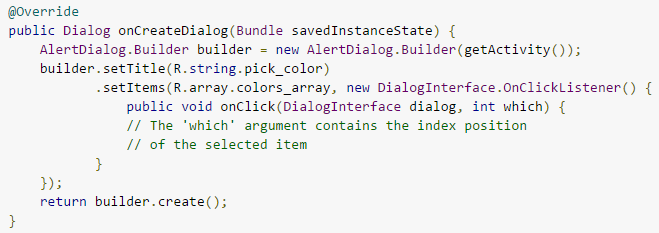 @Override
public Dialog onCreateDialog(Bundle savedInstanceState) {
    AlertDialog.Builder builder = new AlertDialog.Builder(getActivity());
    builder.setTitle(R.string.pick_color)
           .setItems(R.array.colors_array, new DialogInterface.OnClickListener() {
               public void onClick(DialogInterface dialog, int which) {
               // The 'which' argument contains the index position
               // of the selected item
           }
    });
    return builder.create();
}